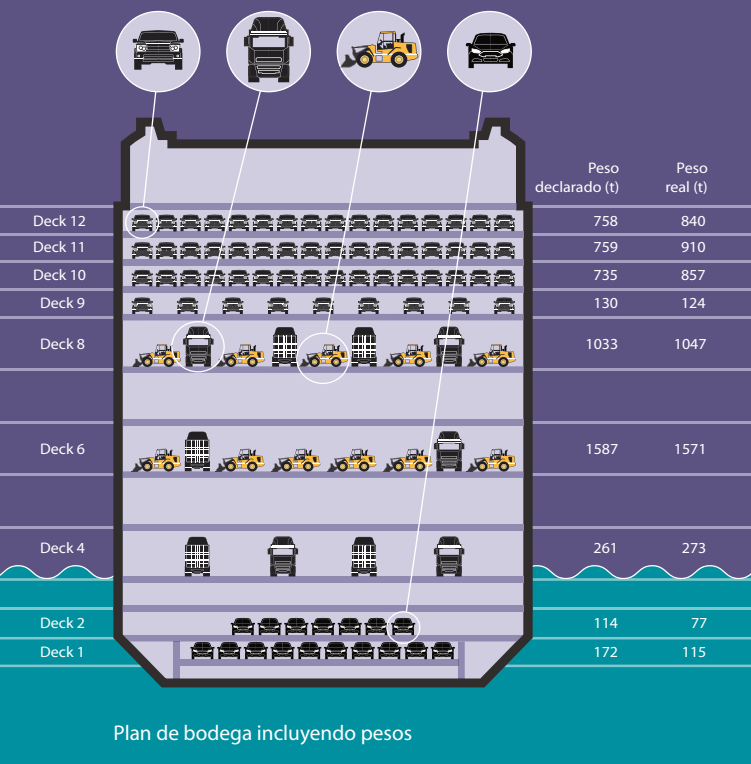 Peso declarado (t)
Peso real (t)
Deck 12 758 840
Deck 11 759 910
Deck 10 735 857
Deck 9 130 124
Deck 8 1033 1047
Deck 6 1587 1571
Deck 4 261 273
Deck 2 114 77
Deck 1 172 115
Plan de bodega incluyendo pesos